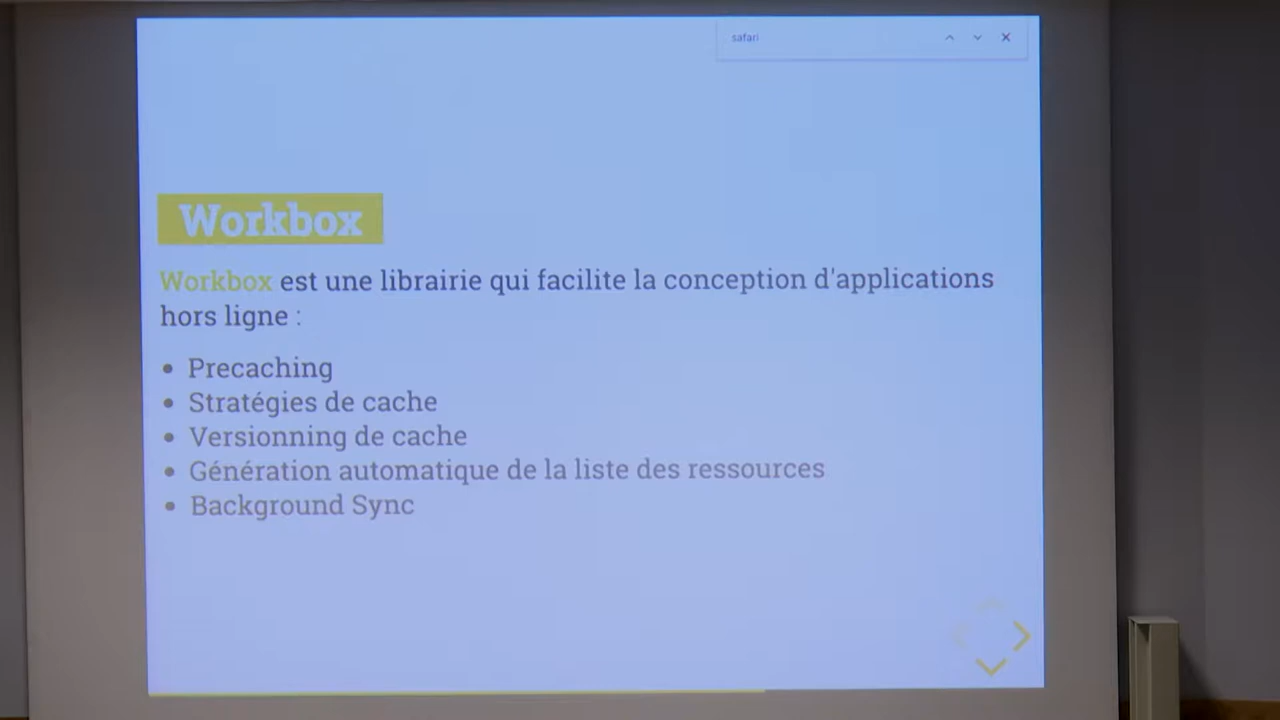 safari
Workbox
Workbox est une librairie qui facilite la conception d'applications
hors ligne :
• Precaching
• Stratégies de cache
• Versionning de cache
• Génération automatique de la liste des ressources
• Background Sync